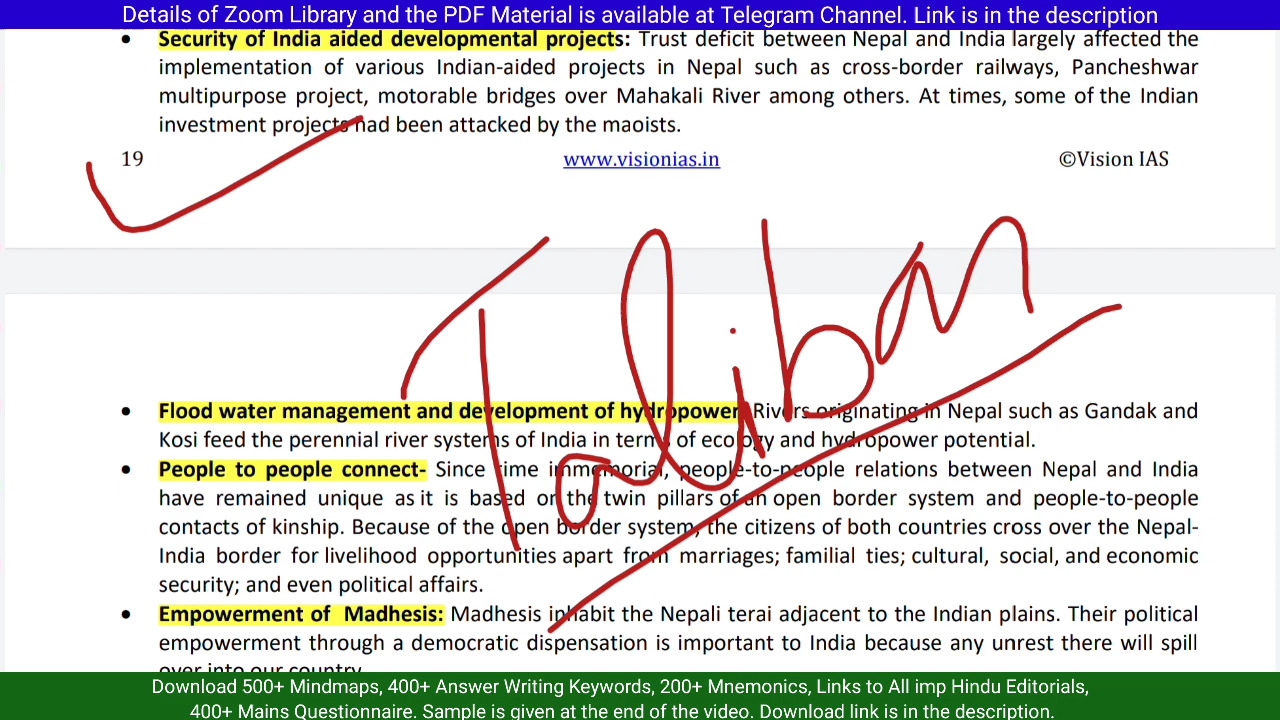 Details of Zoom Library and the PDF Material is available at Telegram Channel. Link is in the description
• Security of India aided developmental projects: Trust deficit between Nepal and India largely affected the
implementation of various Indian-aided projects in Nepal such as cross-border railways, Pancheshwar
multipurpose project, motorable bridges over Mahakali River among others. At times, some of the Indian
investment projects had been attacked by the maoists.
19 www.visionias.in ©Vision IAS
Taliban
• Flood water management and development of hydropower: Rivers originating in Nepal such as Gandak and
Kosi feed the perennial river systems of India in terms of ecology and hydropower potential.
• People to people connect- Since time immemorial, people-to-people relations between Nepal and India
have remained unique as it is based on the twin pillars of an open border system and people-to-people
contacts of kinship. Because of the open border system, the citizens of both countries cross over the Nepal-
India border for livelihood opportunities apart from marriages; familial ties; cultural, social, and economic
security; and even political affairs.
• Empowerment of Madhesis: Madhesis inhabit the Nepali terai adjacent to the Indian plains. Their political
empowerment through a democratic dispensation is important to India because any unrest there will spill
over into our country.
Download 500+ Mindmaps, 400+ Answer Writing Keywords, 200+ Mnemonics, Links to All imp Hindu Editorials,
400+ Mains Questionnaire. Sample is given at the end of the video. Download link is in the description.